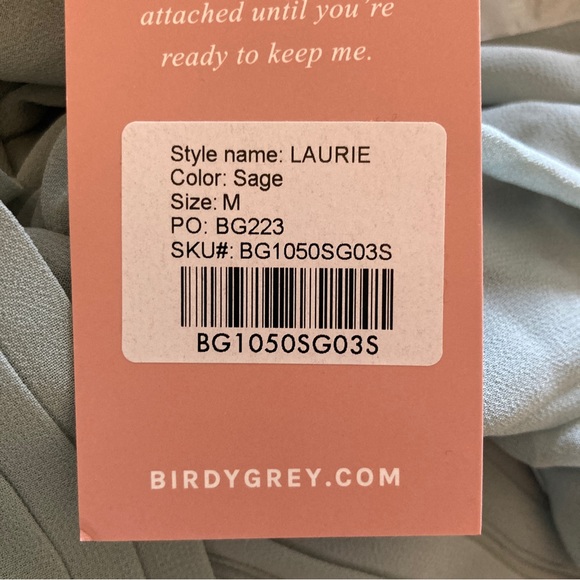 attached until you're
ready to keep me.
Style name: LAURIE
Color: Sage
Size: M
PO: BG223
SKU#: BG1050SG03S
BG1050SG03S
BIRDYGREY.COM